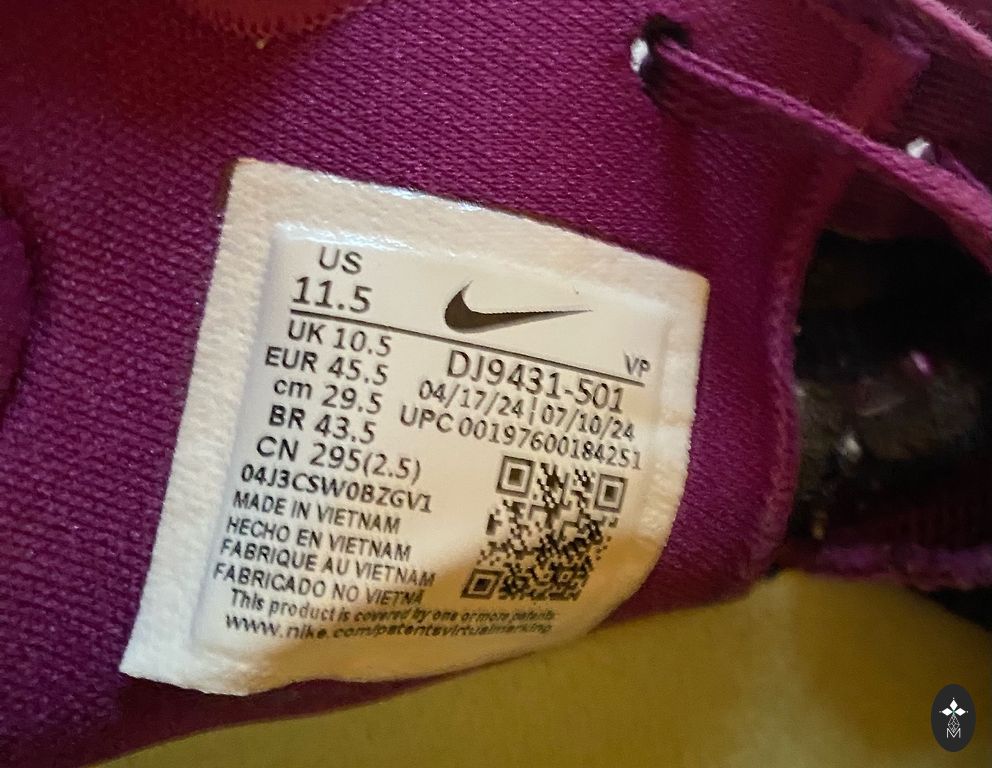 US
11.5
VP
UK 10.5
EUR 45.5
cm 29.5
BR 43.5
CN 295(2.5)
DJ9431-501
04/17/24 | 07/10/24
UPC 00197600184251
04J3CSW0BZGV1
MADE IN VIETNAM
HECHO EN VIETNAM
FABRIQUE AU VIETNAM
FABRICADO NO VIETNÃ
This product is covered by one or more patents.
www.nike.com/patentsvirtualmarking
M